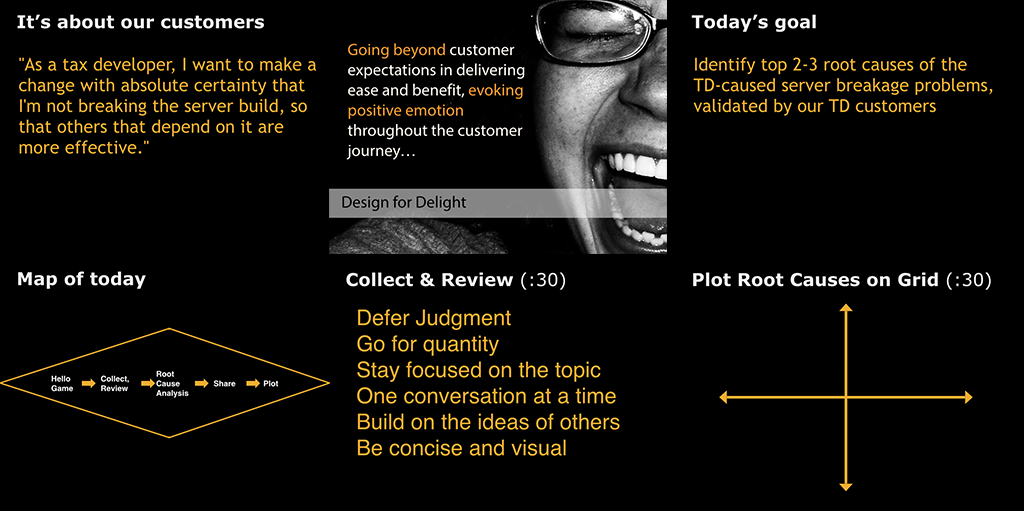 It's about our customers
"As a tax developer, I want to make a
change with absolute certainty that
I'm not breaking the server build, so
that others that depend on it are
more effective."
Going beyond customer
expectations in delivering
ease and benefit, evoking
positive emotion
throughout the customer
journey…
Design for Delight
Today's goal
Identify top 2-3 root causes of the
TD-caused server breakage problems,
validated by our TD customers
Map of today
Hello
Game
Collect,
Review
Root
Cause
Analysis
Share
Plot
Collect & Review (:30)
Defer Judgment
Go for quantity
Stay focused on the topic
One conversation at a time
Build on the ideas of others
Be concise and visual
Plot Root Causes on Grid (:30)